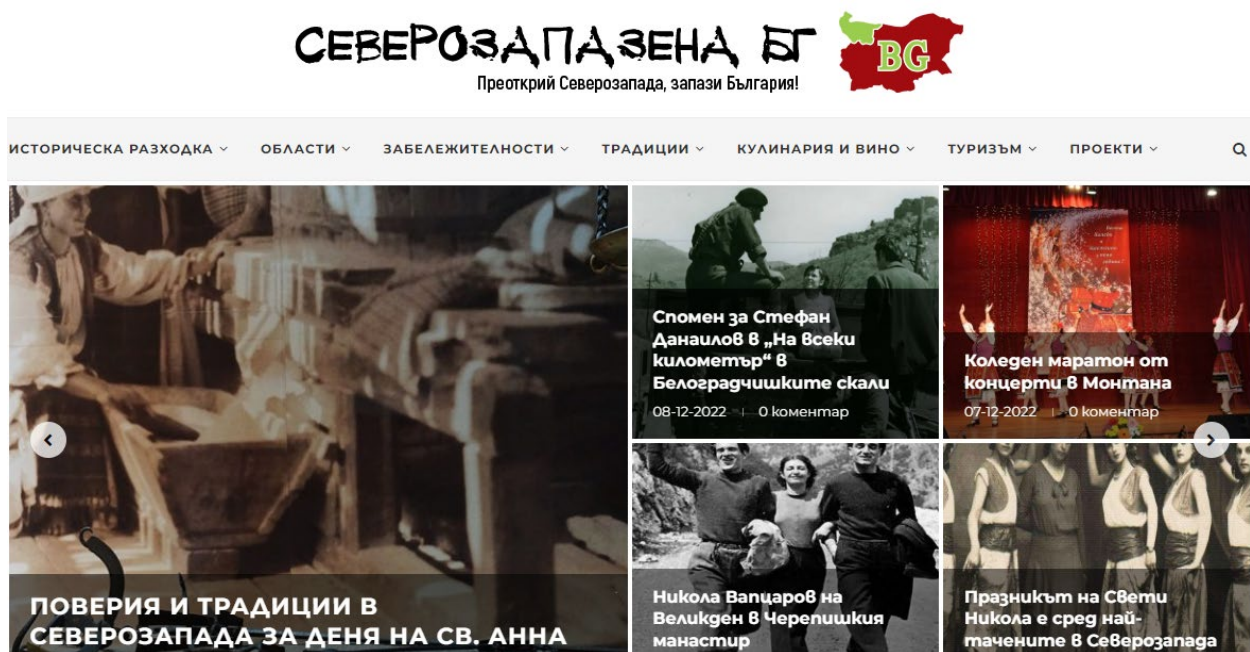 СЕВЕРОЗАПАЗЕНА БГ
BG
Преоткрий Северозапада, запази България!
ИСТОРИЧЕСКА РАЗХОДКА ОБЛАСТИ ЗАБЕЛЕЖИТЕЛНОСТИ ТРАДИЦИИ КУЛИНАРИЯ И ВИНО ТУРИЗЪМ ПРОЕКТИ
ПОВЕРИЯ И ТРАДИЦИИ В
СЕВЕРОЗАПАДА ЗА ДЕНЯ НА СВ. АННА
Спомен за Стефан
Данаилов в „На всеки
километър“ в
Белоградчишките скали
08-12-2022 | 0 коментар
Коледен маратон от
концерти в Монтана
07-12-2022 | 0 коментар
Никола Вапцаров на
Великден в Черепишкия
манастир
Празникът на Свети
Никола е сред най-
тачените в Северозапада